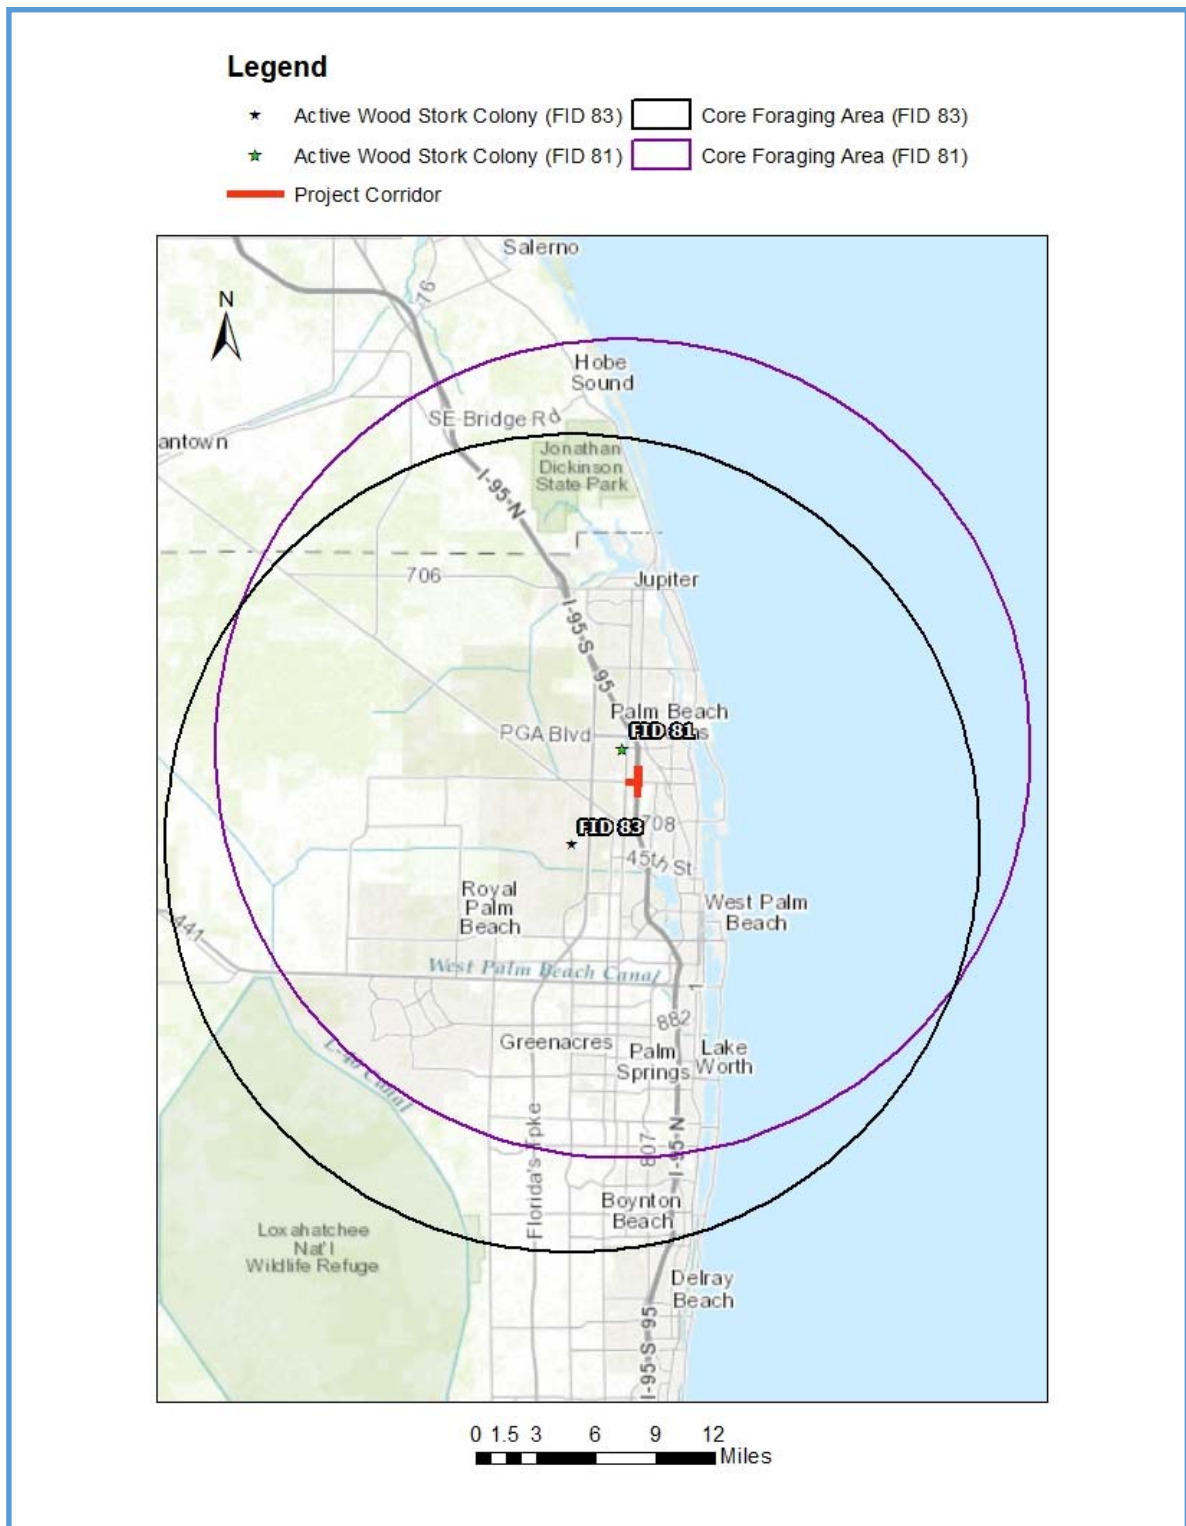 Legend
Active Wood Stork Colony (FID 83)
Core Foraging Area (FID 83)
Active Wood Stork Colony (FID 81)
Core Foraging Area (FID 81)
Project Corridor
Salerno
N
76
Hobe
Sound
SE Bridge Rd
antown
Jonathan
Dickinson
State Park
I-95-N
706
Jupiter
I-95-S
95
Palm Beach
FID 81
ns
PGA Blvd
FID 83
708
45th St
Royal
Palm
Beach
West Palm
Beach
441
West Palm Beach Canal
1
882
Greenacres
Palm
Springs
Lake
Worth
L-40 Canal
Florida's Tpke
807
I-95-N
Boynton
Beach
Loxahatchee
Nat'l
Wildlife Refuge
Delray
Beach
I-95-S-95
0 1.5 3 6 9 12
Miles